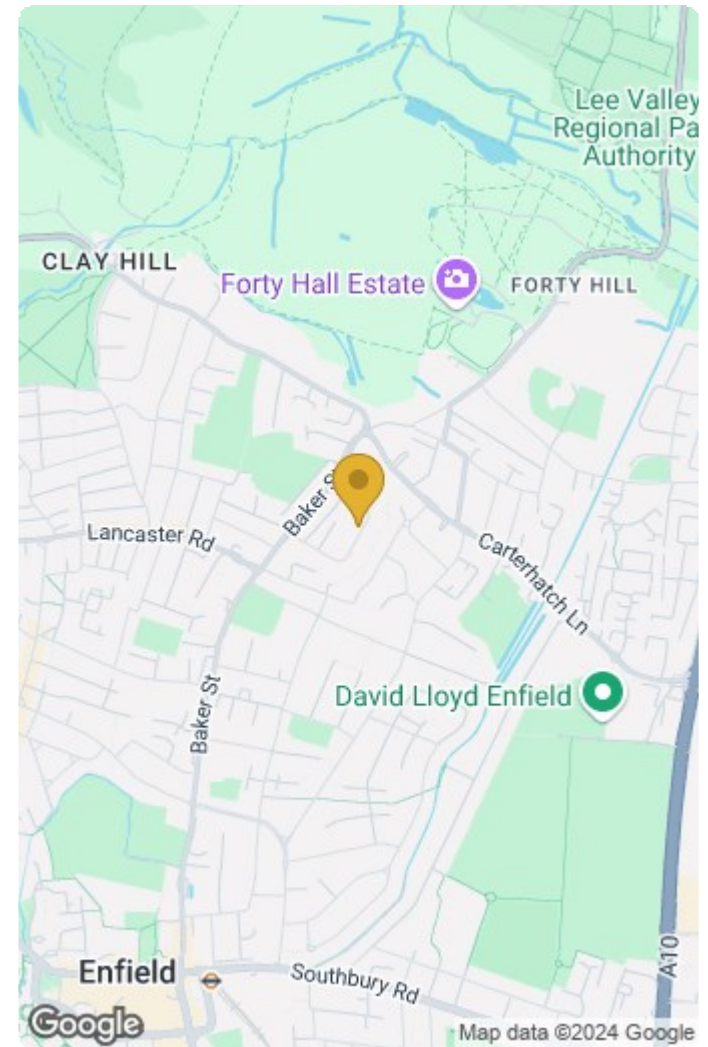 Lee Valley
Regional Pa
Authority
CLAY HILL
Forty Hall Estate
FORTY HILL
Baker St
Lancaster Rd
Carterhatch Ln
David Lloyd Enfield
Baker St
A10
Enfield
Southbury Rd
Google
Map data ©2024 Google